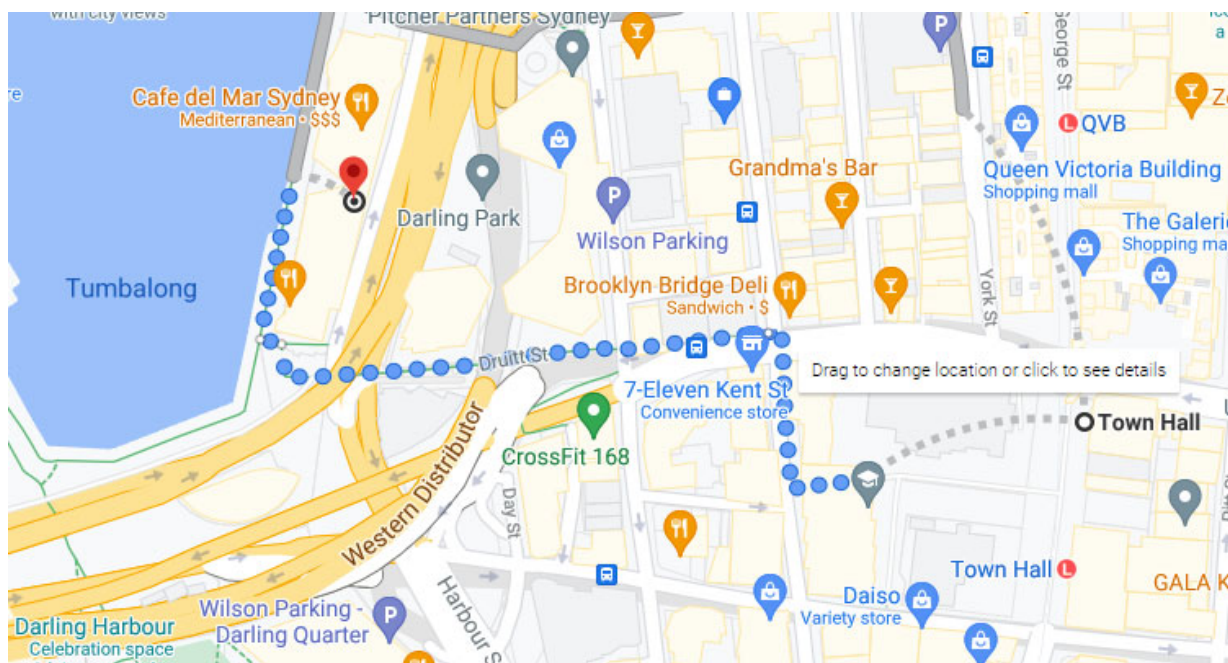 with city views
Pitcher Partners Sydney
P
George St
a
Cafe del Mar Sydney
Mediterranean • $$$
L QVB
Grandma's Bar
Queen Victoria Building
Shopping mall
Darling Park
P
Wilson Parking
The Galerie
Shopping ma
Tumbalong
Brooklyn Bridge Deli
Sandwich • $
York St
Druitt St
Drag to change location or click to see details
7-Eleven Kent St
Convenience store
Town Hall
CrossFit 168
Western Distributor
Day St
Town Hall L
GALA K
Wilson Parking -
Darling Quarter
P
Harbour S
Daiso
Variety store
Darling Harbour
Celebration space